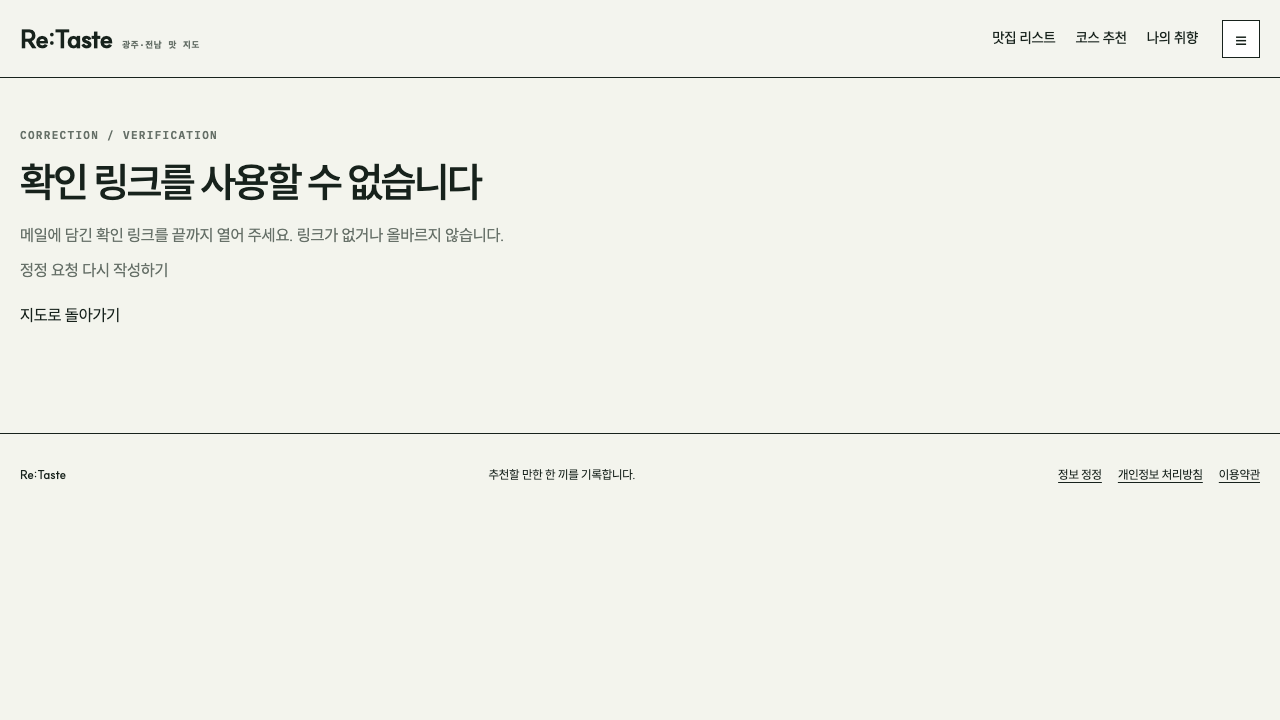 Re:Taste 광주·전남 맛 지도
맛집 리스트 코스 추천 나의 취향
CORRECTION / VERIFICATION
확인 링크를 사용할 수 없습니다
메일에 담긴 확인 링크를 끝까지 열어 주세요. 링크가 없거나 올바르지 않습니다.
정정 요청 다시 작성하기
지도로 돌아가기
Re:Taste 추천할 만한 한 끼를 기록합니다. 정보 정정 개인정보 처리방침 이용약관